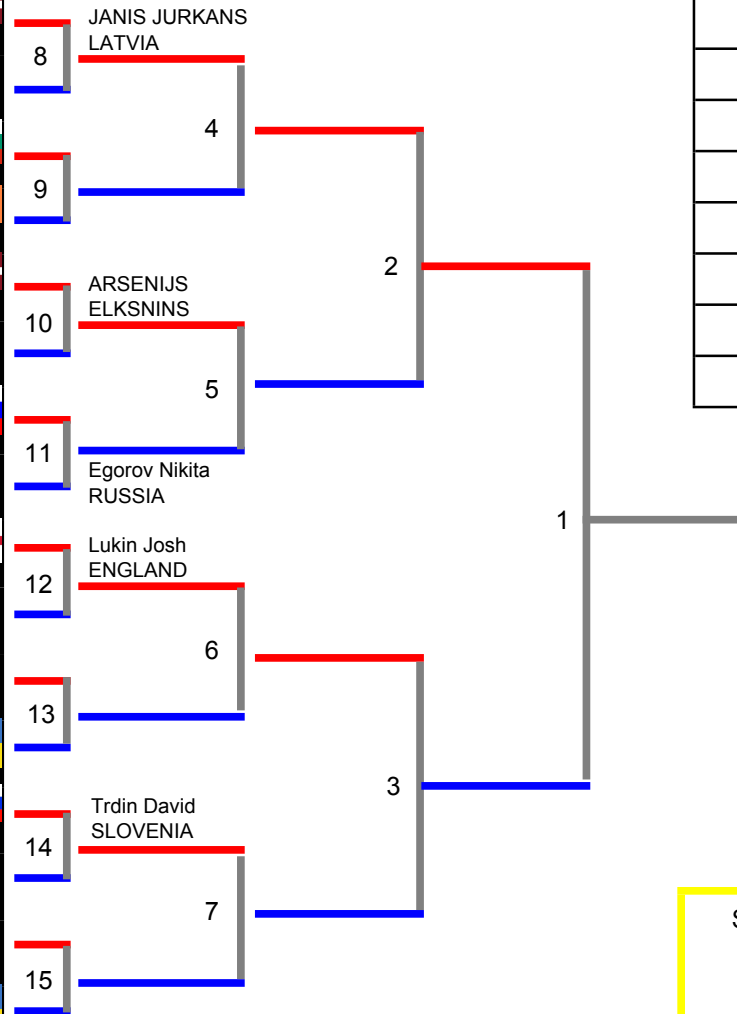 JANIS JURKANS
LATVIA
8
4
9
2
ARSENIJS
ELKSNINS
10
5
11
Egorov Nikita
RUSSIA
1
Lukin Josh
ENGLAND
12
6
13
3
Trdin David
SLOVENIA
14
7
S
15